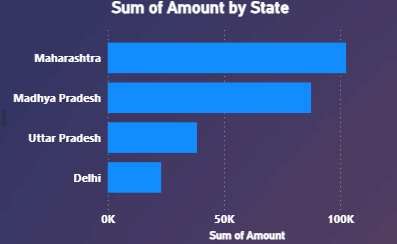 Sum of Amount by State
Maharashtra
Madhya Pradesh
Uttar Pradesh
Delhi
0K 50K 100K
Sum of Amount